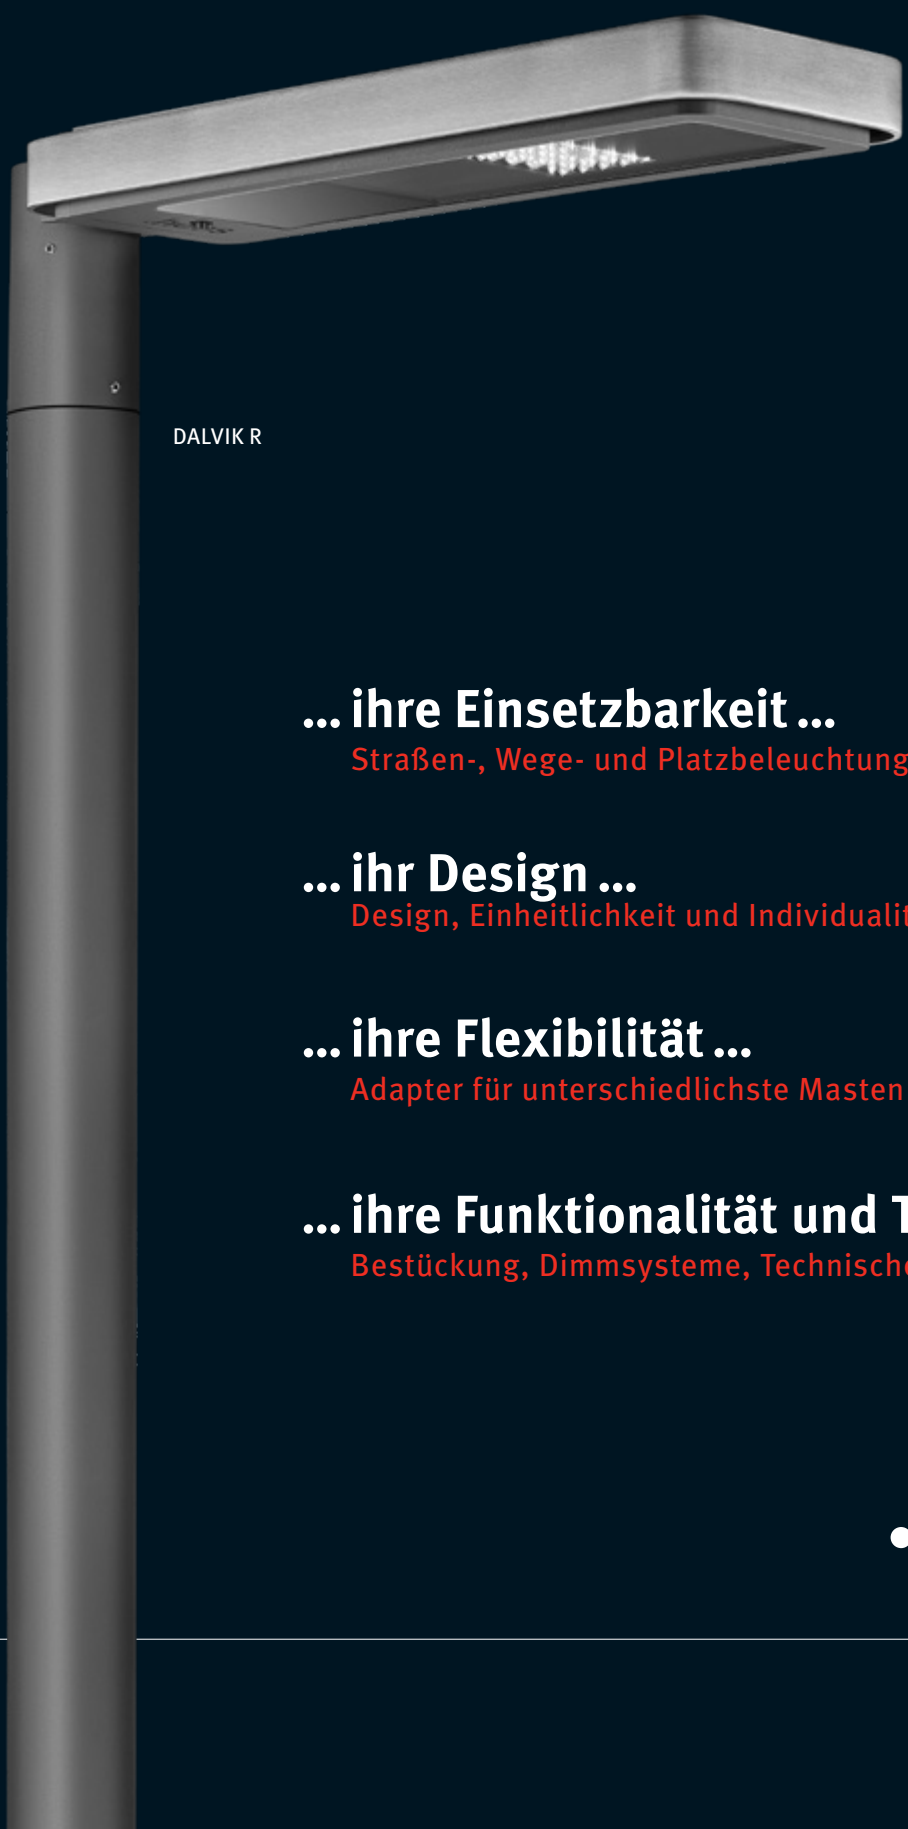 DALVIK R
... ihre Einsetzbarkeit ...
Straßen-, Wege- und Platzbeleuchtung
... ihr Design ...
Design, Einheitlichkeit und
... ihre Flexibilität ...
Adapter für unterschiedlichste Masten
... ihre Funktionalität und
Bestückung, Dimmsysteme,